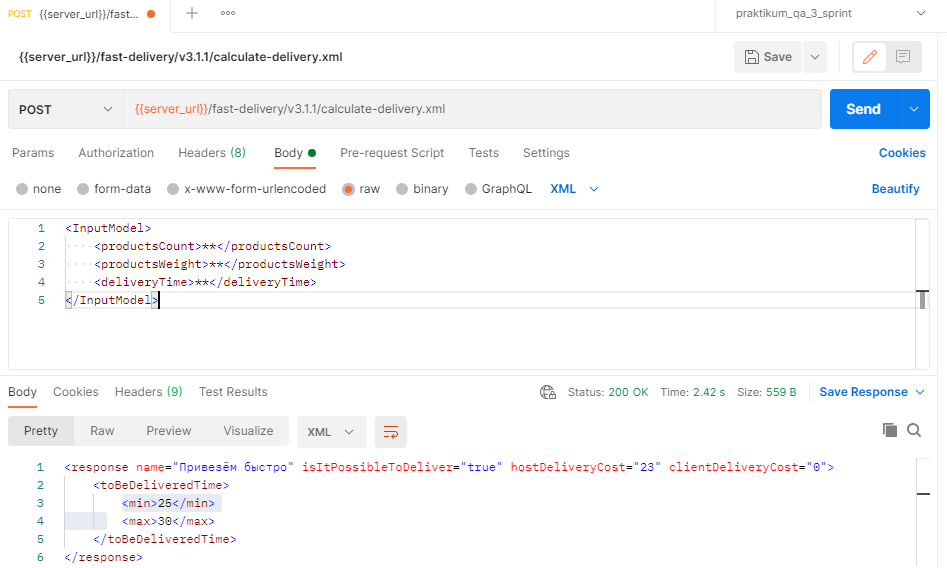 POST {{server_url}}/fast... + ooo praktikum_qa_3_sprint
{{server_url}}/fast-delivery/v3.1.1/calculate-delivery.xml Save
POST {{server_url}}/fast-delivery/v3.1.1/calculate-delivery.xml Send
Params Authorization Headers (8) Body Pre-request Script Tests Settings Cookies
none form-data x-www-form-urlencoded raw binary GraphQL XML Beautify
1 <InputModel>
2 ····<productsCount>**</productsCount>
3 ····<productsWeight>**</productsWeight>
4 ····<deliveryTime>**</deliveryTime>
5 </InputModel>
Body Cookies Headers (9) Test Results Status: 200 OK Time: 2.42 s Size: 559 B Save Response
Pretty Raw Preview Visualize XML
1 <response name="Привезём быстро" isItPossibleToDeliver="true" hostDeliveryCost="23" clientDeliveryCost="0">
2 <toBeDeliveredTime>
3 <min>25</min>
4 <max>30</max>
5 </toBeDeliveredTime>
6 </response>